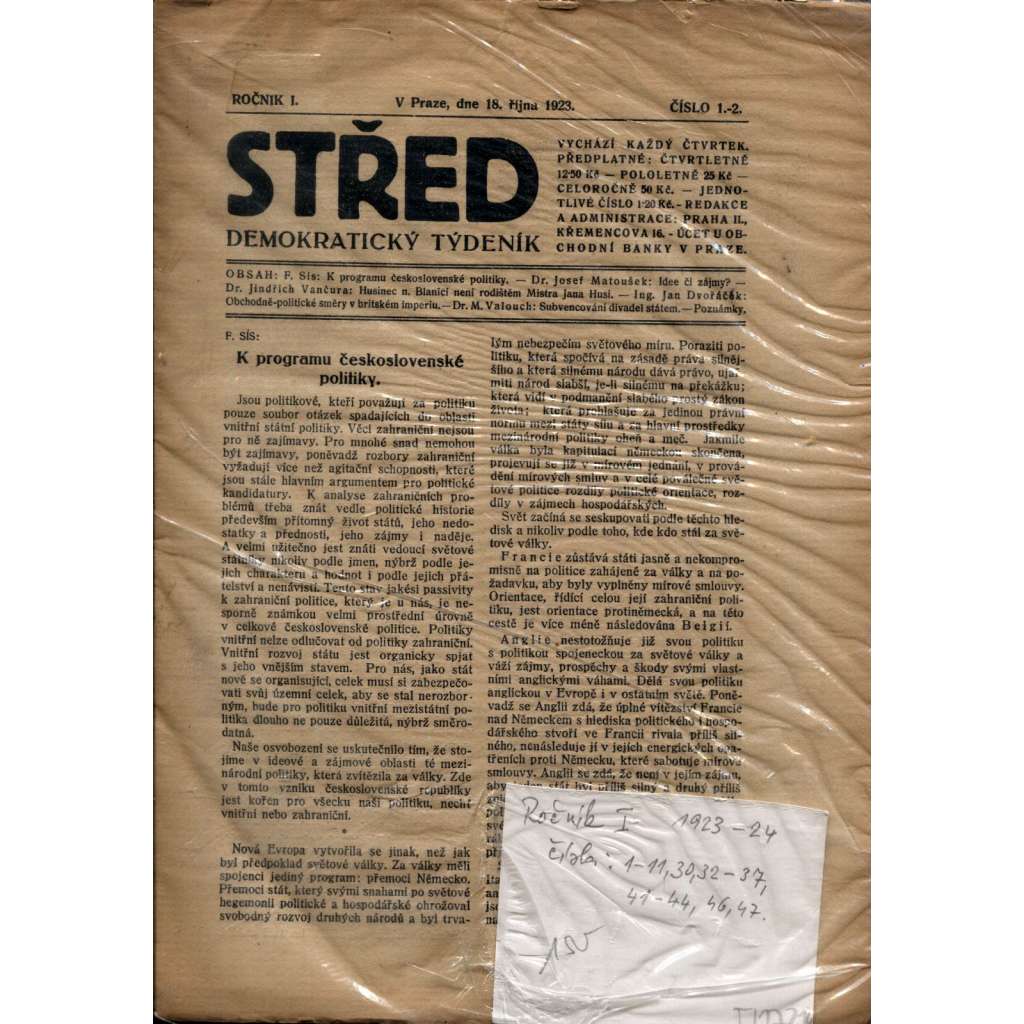 ROČNIK I.
V Praze, dne 18. října 1923.
ČÍSLO 1.-2.
STŘED
DEMOKRATICKÝ TÝDENÍK
VYCHÁZÍ KAŽDÝ ČTVRTEK.
PŘEDPLATNÉ: ČTVRTLETNĚ
12·50 Kč — POLOLETNĚ 25 Kč —
CELOROČNĚ 50 Kč. — JEDNO-
TLIVÉ ČÍSLO 1·20 Kč. - REDAKCE
A ADMINISTRACE: PRAHA II.,
KŘEMENCOVA 16. - ÚČET U OB-
CHODNÍ BANKY V PRAZE.
OBSAH: F. Sís: K programu československé politiky. — Dr. Josef Matoušek: Idee či zájmy? —
Dr. Jindřich Vančura: Husinec n. Blanicí není rodištěm Mistra Jana Husi. — Ing. Jan Dvořáček:
Obchodně-politické směry v britském imperiu. — Dr. M. Vaľouch: Subvencování divadel státem. — Poznámky.
F. SÍS:
K programu československé
politiky.
Jsou politikové, kteří považují za politiku
pouze soubor otázek spadajících do oblasti
vnitřní státní politiky. Věci zahraniční nejsou
pro ně zajímavy. Pro mnohé snad nemohou
být zajímavy, poněvadž rozbory zahraniční
vyžadují více než agitační schopnosti, které
jsou stále hlavním argumentem pro politické
kandidatury. K analyse zahraničních pro-
blémů třeba znát vedle politické historie
především přítomný život států, jeho nedo-
statky a přednosti, jeho zájmy i naděje.
A velmi užitečno jest znáti vedoucí světové
státníky nikoliv podle jmen, nýbrž podle je-
jich charakteru a hodnot i podle jejich přá-
telství a nenávistí. Tento stav jakési passivity
k zahraniční politice, který je u nás, je ne-
sporně známkou velmi prostřední úrovně
v celkové československé politice. Politiky
vnitřní nelze odlučovat od politiky zahraniční.
Vnitřní rozvoj státu jest organicky spjat
s jeho vnějším stavem. Pro nás, jako stát
nově se organisující, celek musí si zabezpečo-
vati svůj územní celek, aby se stal nerozbor-
ným, bude pro politiku vnitřní mezistátní po-
litika dlouho ne pouze důležitá, nýbrž směro-
datná.
Naše osvobození se uskutečnilo tím, že sto-
jíme v ideové a zájmové oblasti té mezi-
národní politiky, která zvítězila za války. Zde
v tomto vzniku československé republiky
jest kořen pro všecku naši politiku, nechť
vnitřní nebo zahraniční.
*
Nová Evropa vytvořila se jinak, než jak
byl předpoklad světové války. Za války měli
spojenci jediný program: přemoci Německo.
Přemoci stát, který svými snahami po světové
hegemonii politické a hospodářské ohrožoval
svobodný rozvoj druhých národů a byl trva-
lým nebezpečím světového míru. Poraziti po-
litiku, která spočívá na zásadě práva silněj-
šího a která silnému národu dává právo, ujař-
miti národ slabší, je-li silnému na překážku;
která vidí v podmanění slabého prostý zákon
života; která prohlašuje za jedinou právní
normu mezi státy sílu a za hlavní prostředky
mezinárodní politiky oheň a meč. Jakmile
válka byla kapitulací německou skončena,
projevují se již v mírovém jednání, v prová-
dění mírových smluv a v celé poválečné svě-
tové politice rozdíly politické orientace, roz-
díly v zájmech hospodářských.
Svět začíná se seskupovati podle těchto hle-
disk a nikoliv podle toho, kde kdo stál za svě-
tové války.
Francie zůstává státi jasně a nekompro-
misně na politice zahájené za války a na po-
žadavku, aby byly vyplněny mírové smlouvy.
Orientace, řídící celou její zahraniční poli-
tiku, jest orientace protiněmecká, a na této
cestě je více méně následována Belgií.
Anglie nestotožňuje již svou politiku
s politikou spojeneckou za světové války a
váží zájmy, prospěchy a škody svými vlast-
ními anglickými váhami. Dělá svou politiku
anglickou v Evropě i v ostatním světě. Poně-
vadž se Anglii zdá, že úplné vítězství Francie
nad Německem s hlediska politického i hospo-
dářského stvoří ve Francii rivala příliš sil-
ného, nenásleduje jí v jejích energických opa-
třeních proti Německu, které sabotuje mírové
smlouvy. Anglii se zdá, že není v jejím zájmu,
aby jeden stát byl příliš silný a druhý příliš
Ročník I 1923–24
čísla: 1–11, 30, 32–37,
41–44, 46, 47.